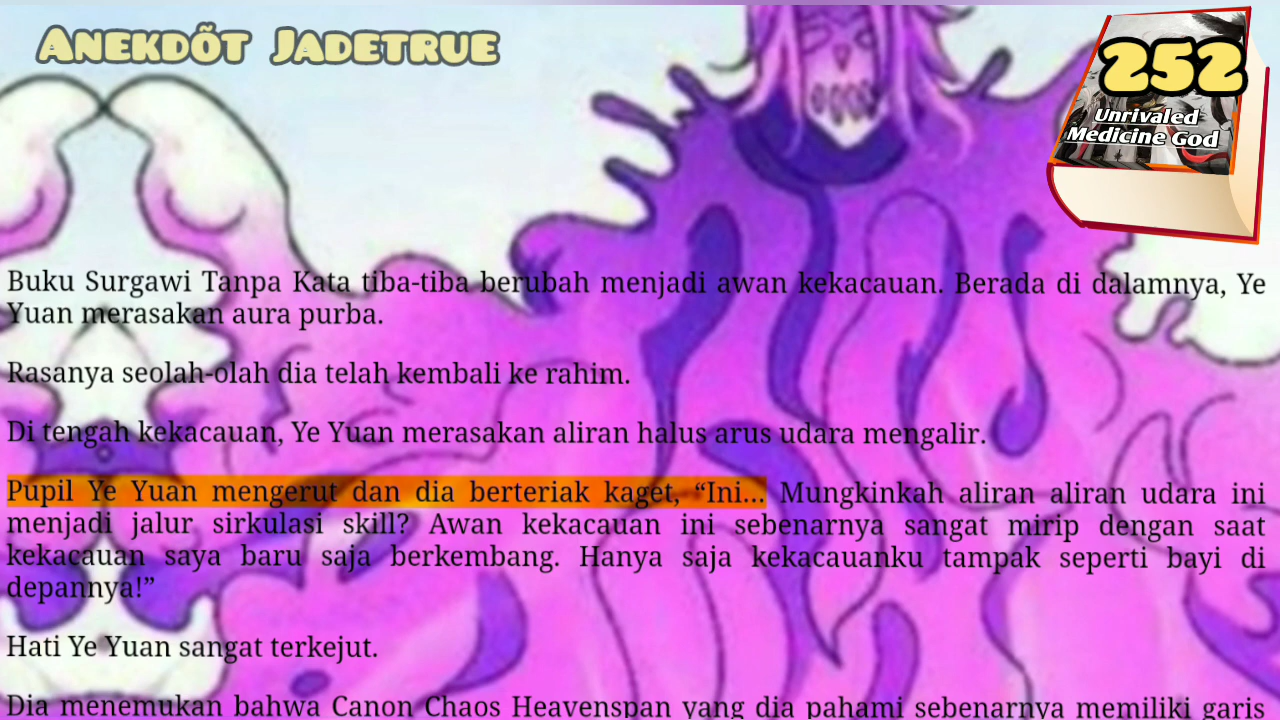 Anekdõt Jadetrue
252
Unrivaled
Medicine God
Buku Surgawi Tanpa Kata tiba-tiba berubah menjadi awan kekacauan. Berada di dalamnya, Ye
Yuan merasakan aura purba.
Rasanya seolah-olah dia telah kembali ke rahim.
Di tengah kekacauan, Ye Yuan merasakan aliran halus arus udara mengalir.
Pupil Ye Yuan mengerut dan dia berteriak kaget, “Ini... Mungkinkah aliran aliran udara ini
menjadi jalur sirkulasi skill? Awan kekacauan ini sebenarnya sangat mirip dengan saat
kekacauan saya baru saja berkembang. Hanya saja kekacauanku tampak seperti bayi di
depannya!”
Hati Ye Yuan sangat terkejut.
Dia menemukan bahwa Canon Chaos Heavenspan yang dia pahami sebenarnya memiliki garis